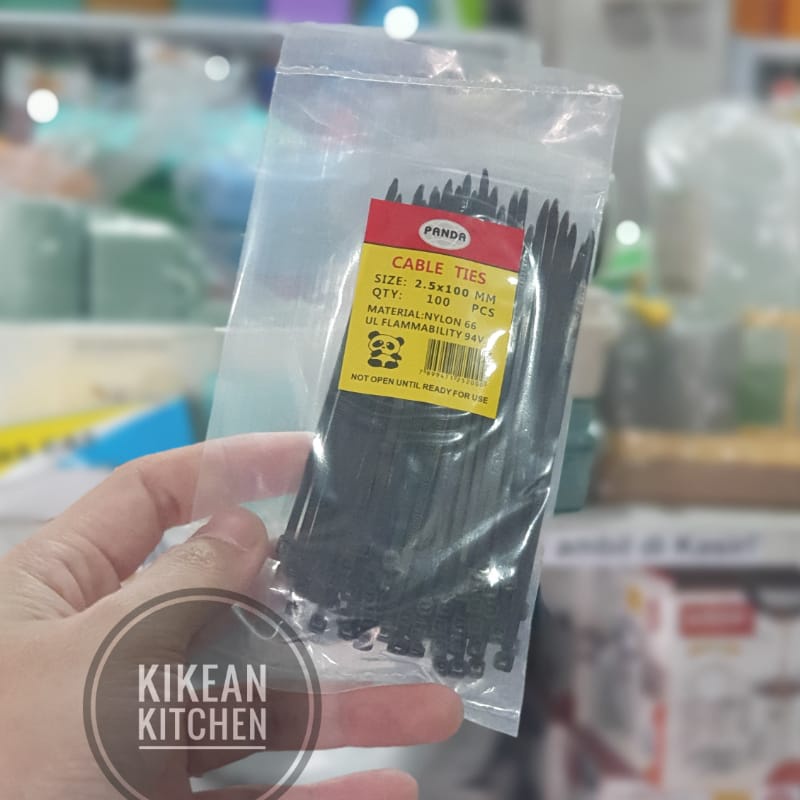 PANDA
CABLE TIES
SIZE: 2.5x100 MM
QTY: 100 PCS
MATERIAL:NYLON 66
UL FLAMMABILITY 94V
NOT OPEN UNTIL READY FOR USE
KIKEAN
KITCHEN